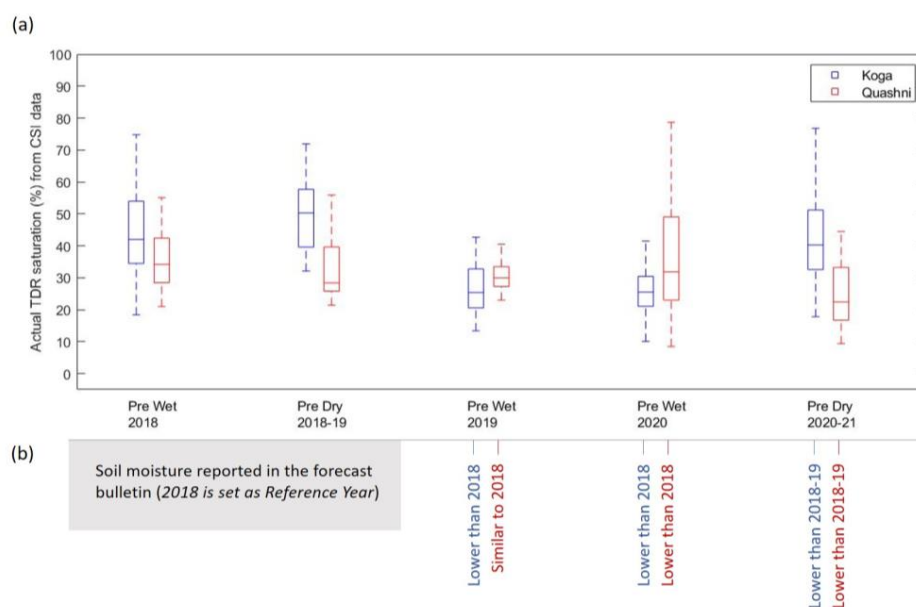 (a)
Actual TDR saturation (%) from CSI data
100
90
80
70
60
50
40
30
20
10
0
Koga
Quashni
Pre Wet
2018
Pre Dry
2018-19
Pre Wet
2019
Pre Wet
2020
Pre Dry
2020-21
(b)
Soil moisture reported in the forecast
bulletin (2018 is set as Reference Year)
Lower than 2018
Similar to 2018
Lower than 2018
Lower than 2018
Lower than 2018-19
Lower than 2018-19